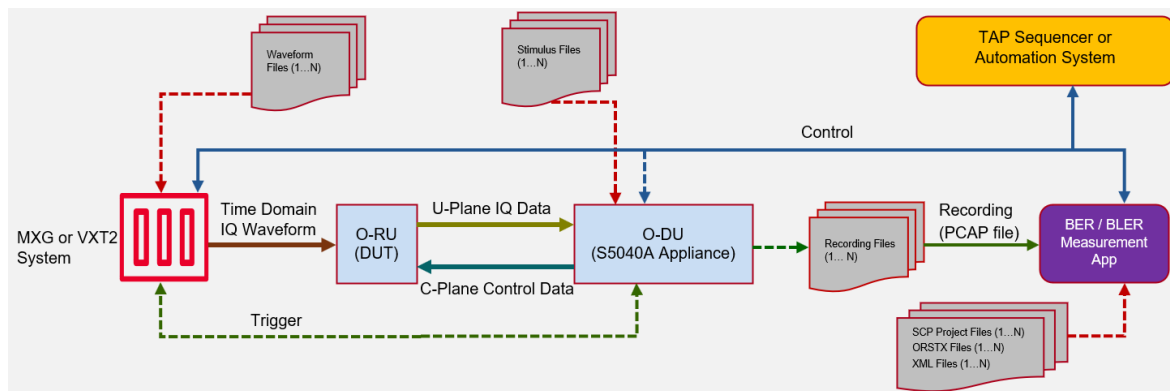 Waveform
Files (1...N)
Stimulus Files
(1...N)
TAP Sequencer or
Automation System
Control
MXG or VXT2
System
Time Domain
IQ Waveform
O-RU
(DUT)
U-Plane IQ Data
C-Plane Control Data
O-DU
(S5040A Appliance)
Recording Files
(1... N)
Recording
(PCAP file)
BER / BLER
Measurement
App
Trigger
SCP Project Files (1...N)
ORSTX Files (1...N)
XML Files (1...N)